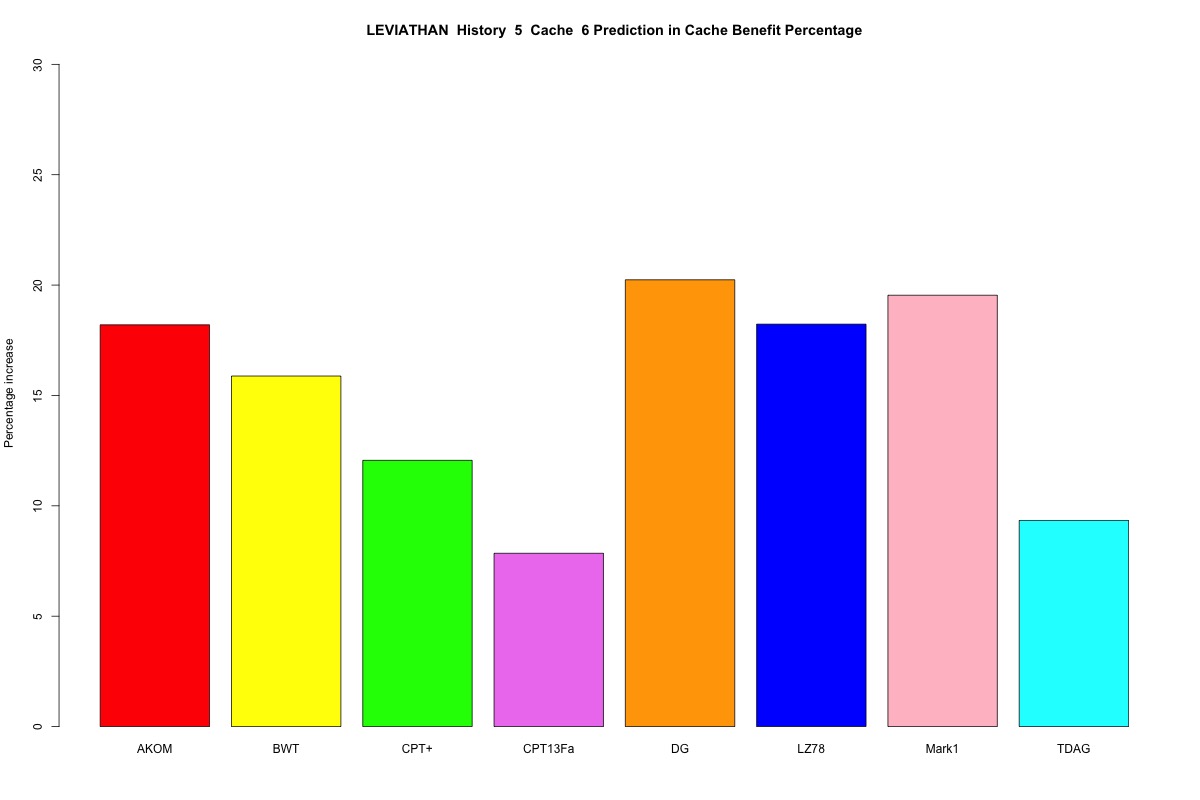 LEVIATHAN  History  5  Cache  6 Prediction in Cache Benefit Percentage
Percentage increase
30
25
20
15
10
5
0
AKOM BWT CPT+ CPT13Fa DG LZ78 Mark1 TDAG